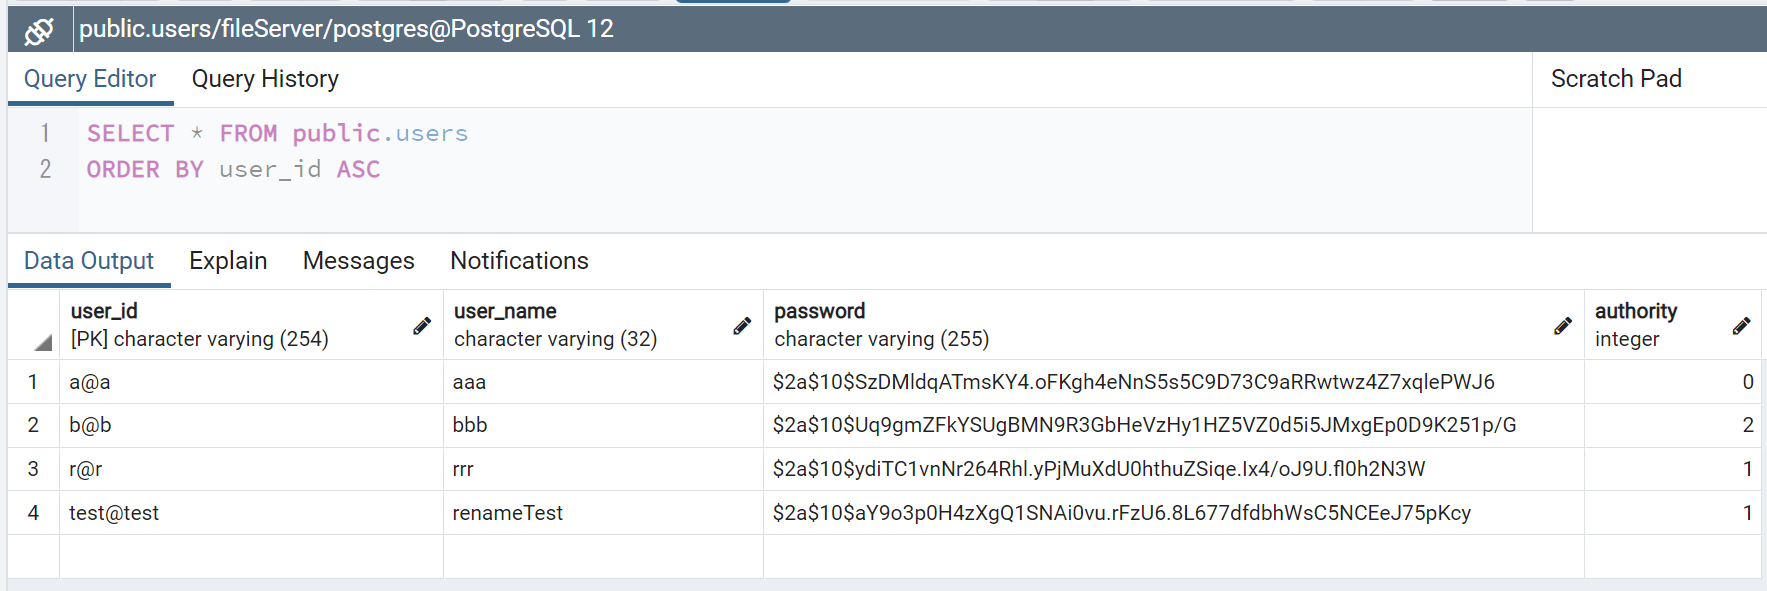 public.users/fileServer/postgres@PostgreSQL 12
Query Editor Query History Scratch Pad
1 SELECT * FROM public.users
2 ORDER BY user_id ASC
Data Output Explain Messages Notifications
user_id user_name password authority
[PK] character varying (254) character varying (32) character varying (255) integer
1 a@a aaa $2a$10$SzDMldqATmsKY4.oFKgh4eNnS5s5C9D73C9aRRwtwz4Z7xqlePWJ6 0
2 b@b bbb $2a$10$Uq9gmZFkYSUgBMN9R3GbHeVzHy1HZ5VZ0d5i5JMxgEp0D9K251p/G 2
3 r@r rrr $2a$10$ydiTC1vnNr264Rhl.yPjMuXdU0hthuZSiqe.Ix4/oJ9U.fl0h2N3W 1
4 test@test renameTest $2a$10$aY9o3p0H4zXgQ1SNAi0vu.rFzU6.8L677dfdbhWsC5NCEeJ75pKcy 1